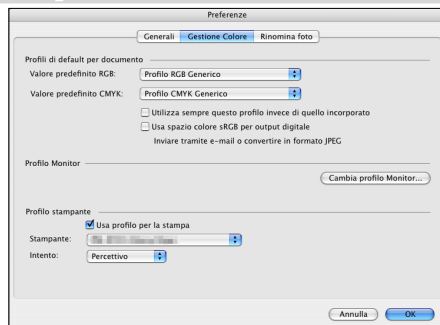 Preferenze
Generali Gestione Colore Rinomina foto
Profili di default per documento
Valore predefinito RGB: Profilo RGB Generico
Valore predefinito CMYK: Profilo CMYK Generico
Utilizza sempre questo profilo invece di quello incorporato
Usa spazio colore sRGB per output digitale
Inviare tramite e-mail o convertire in formato JPEG
Profilo Monitor
Cambia profilo Monitor...
Profilo stampante
Usa profilo per la stampa
Stampante:
Intento: Percettivo
Annulla OK